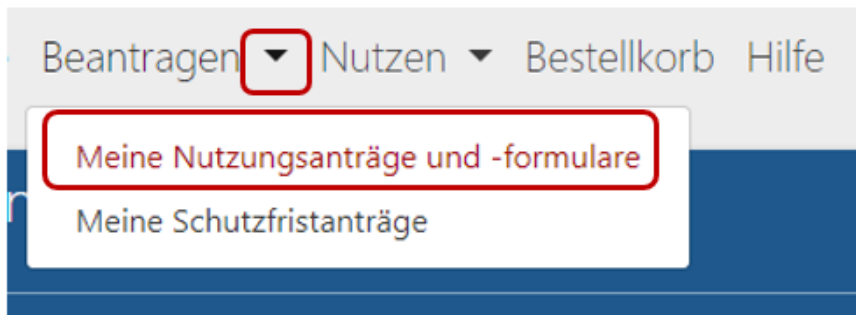 Beantragen Nutzen Bestellkorb Hilfe
Meine Nutzungsanträge und -formulare
Meine Schutzfristanträge